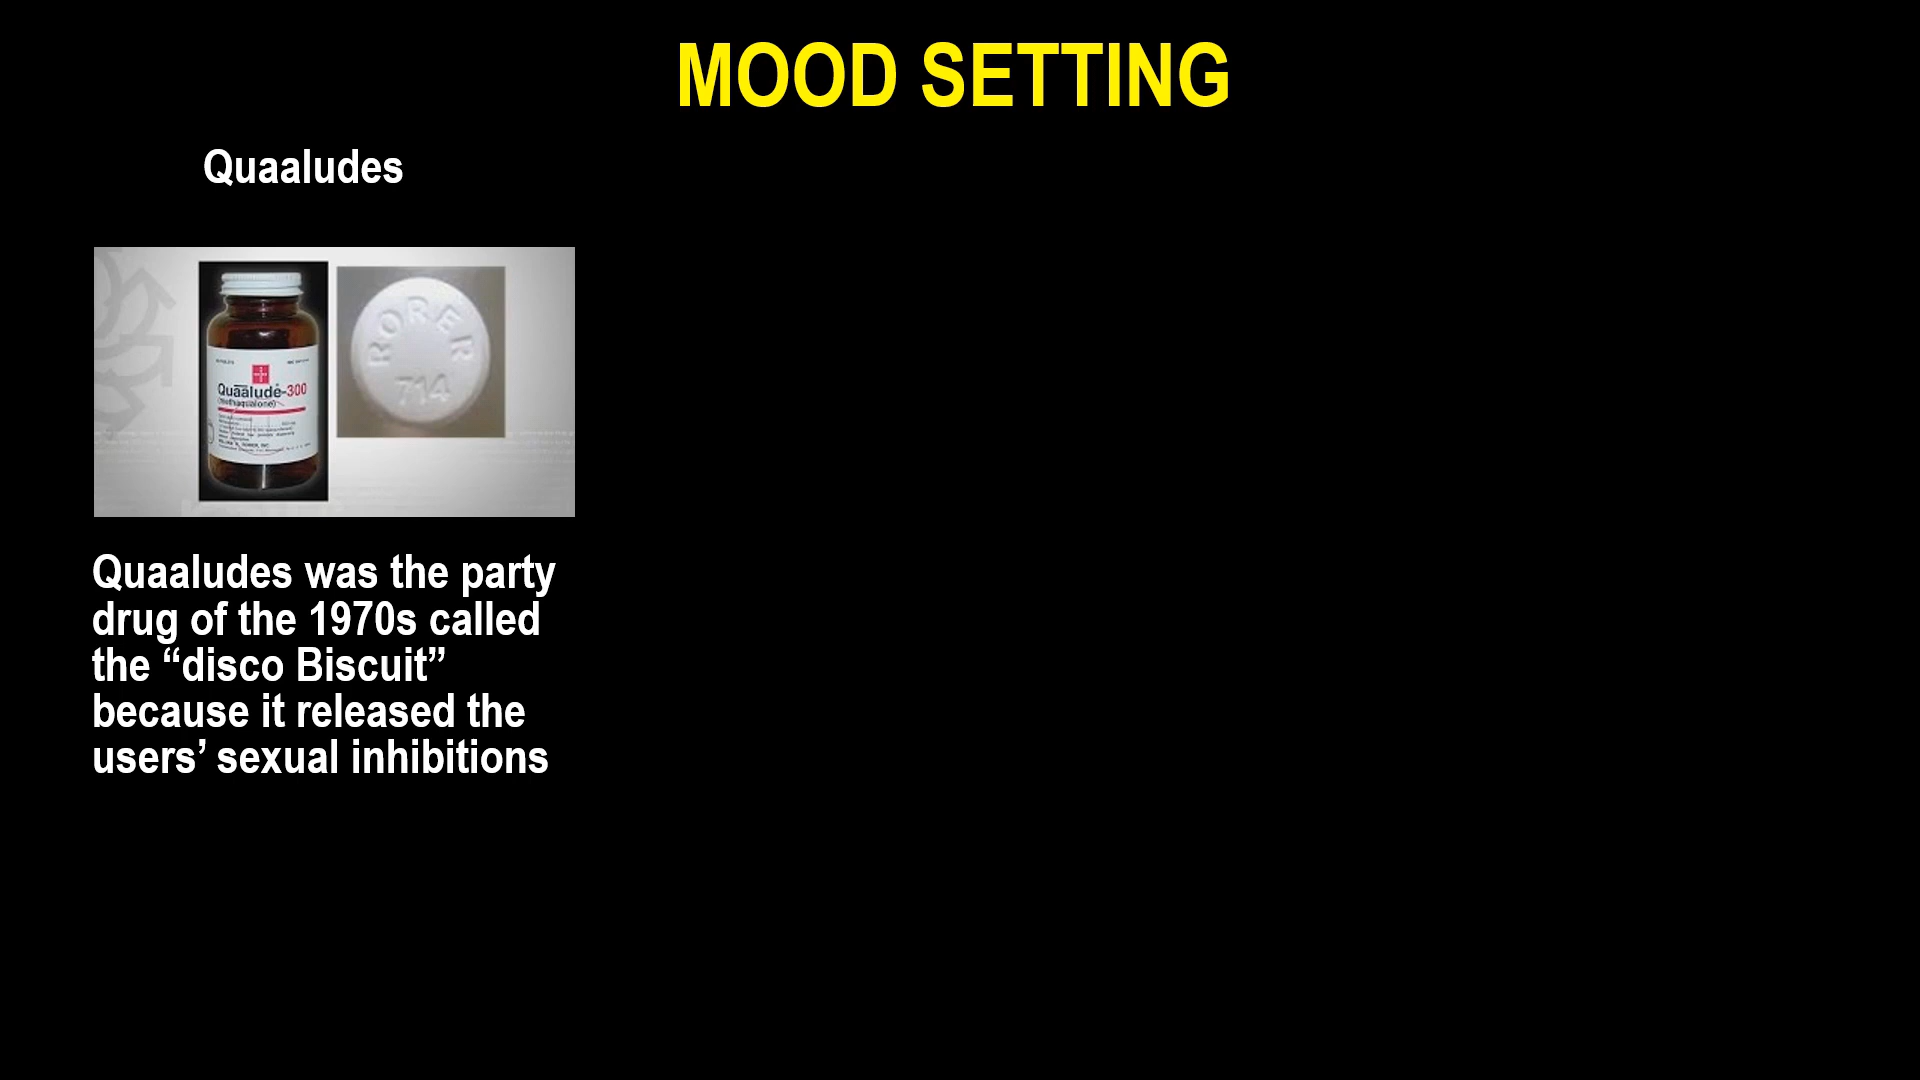 MOOD SETTING
Quaaludes
Quaalude-300
(methaqualone)
RORER
714
Quaaludes was the party
drug of the 1970s called
the “disco Biscuit”
because it released the
users’ sexual inhibitions